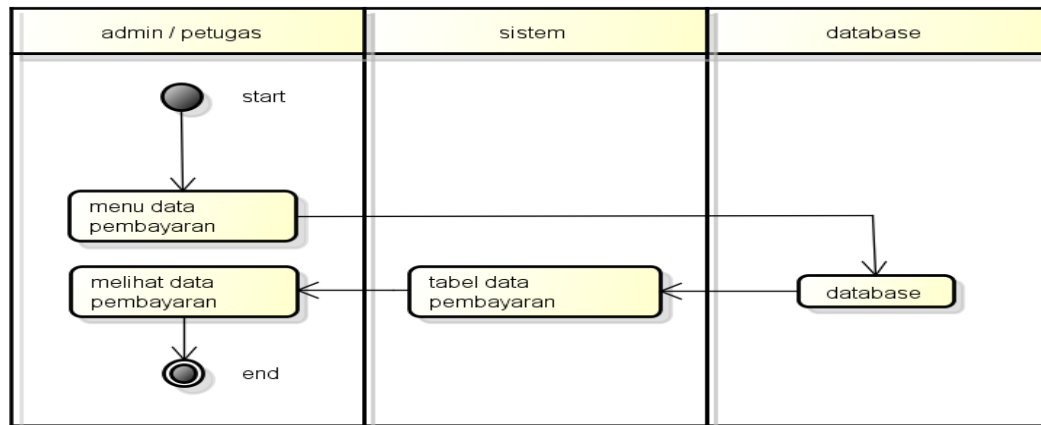 admin / petugas
sistem
database
start
menu data
pembayaran
melihat data
pembayaran
tabel data
pembayaran
database
end